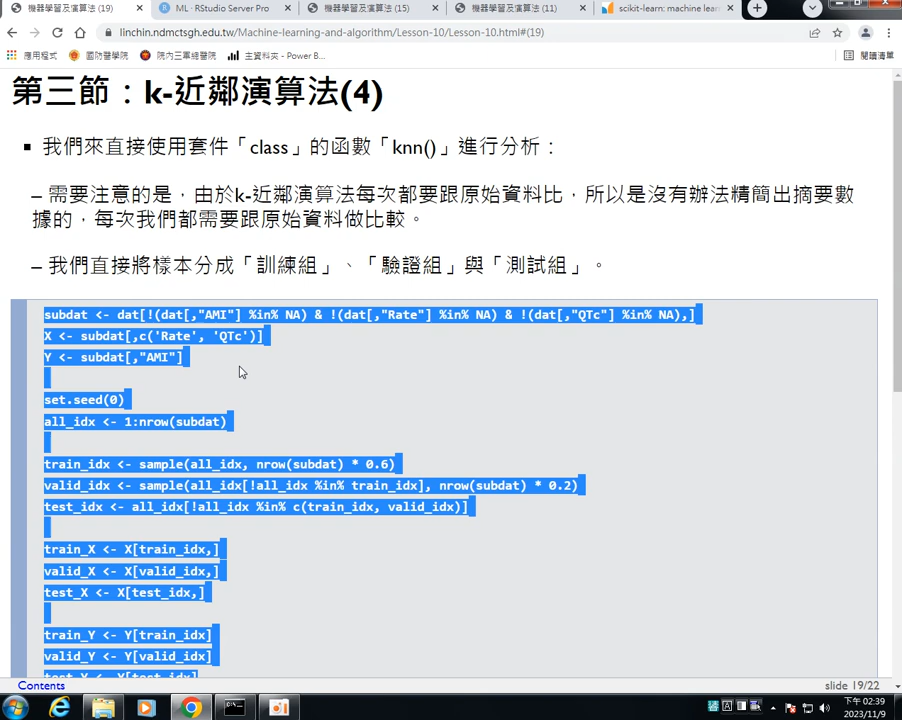 機器學習及演算法 (19)
ML · RStudio Server Pro
機器學習及演算法 (15)
機器學習及演算法 (11)
scikit-learn: machine lear
linchin.ndmctsgh.edu.tw/Machine-learning-and-algorithm/Lesson-10/Lesson-10.html#(19)
應用程式
國防醫學院
院內三軍總醫院
主資料夾 - Power B...
閱讀清單
第三節：k-近鄰演算法(4)
我們來直接使用套件「class」的函數「knn()」進行分析：
– 需要注意的是，由於k-近鄰演算法每次都要跟原始資料比，所以是沒有辦法精簡出摘要數
據的，每次我們都需要跟原始資料做比較。
– 我們直接將樣本分成「訓練組」、「驗證組」與「測試組」。
subdat <- dat[!(dat[,"AMI"] %in% NA) & !(dat[,"Rate"] %in% NA) & !(dat[,"QTc"] %in% NA),]
X <- subdat[,c('Rate', 'QTc')]
Y <- subdat[,"AMI"]
set.seed(0)
all_idx <- 1:nrow(subdat)
train_idx <- sample(all_idx, nrow(subdat) * 0.6)
valid_idx <- sample(all_idx[!all_idx %in% train_idx], nrow(subdat) * 0.2)
test_idx <- all_idx[!all_idx %in% c(train_idx, valid_idx)]
train_X <- X[train_idx,]
valid_X <- X[valid_idx,]
test_X <- X[test_idx,]
train_Y <- Y[train_idx]
valid_Y <- Y[valid_idx]
test_Y <- Y[test_idx]
Contents
slide 19/22
下午 02:39
2023/11/9